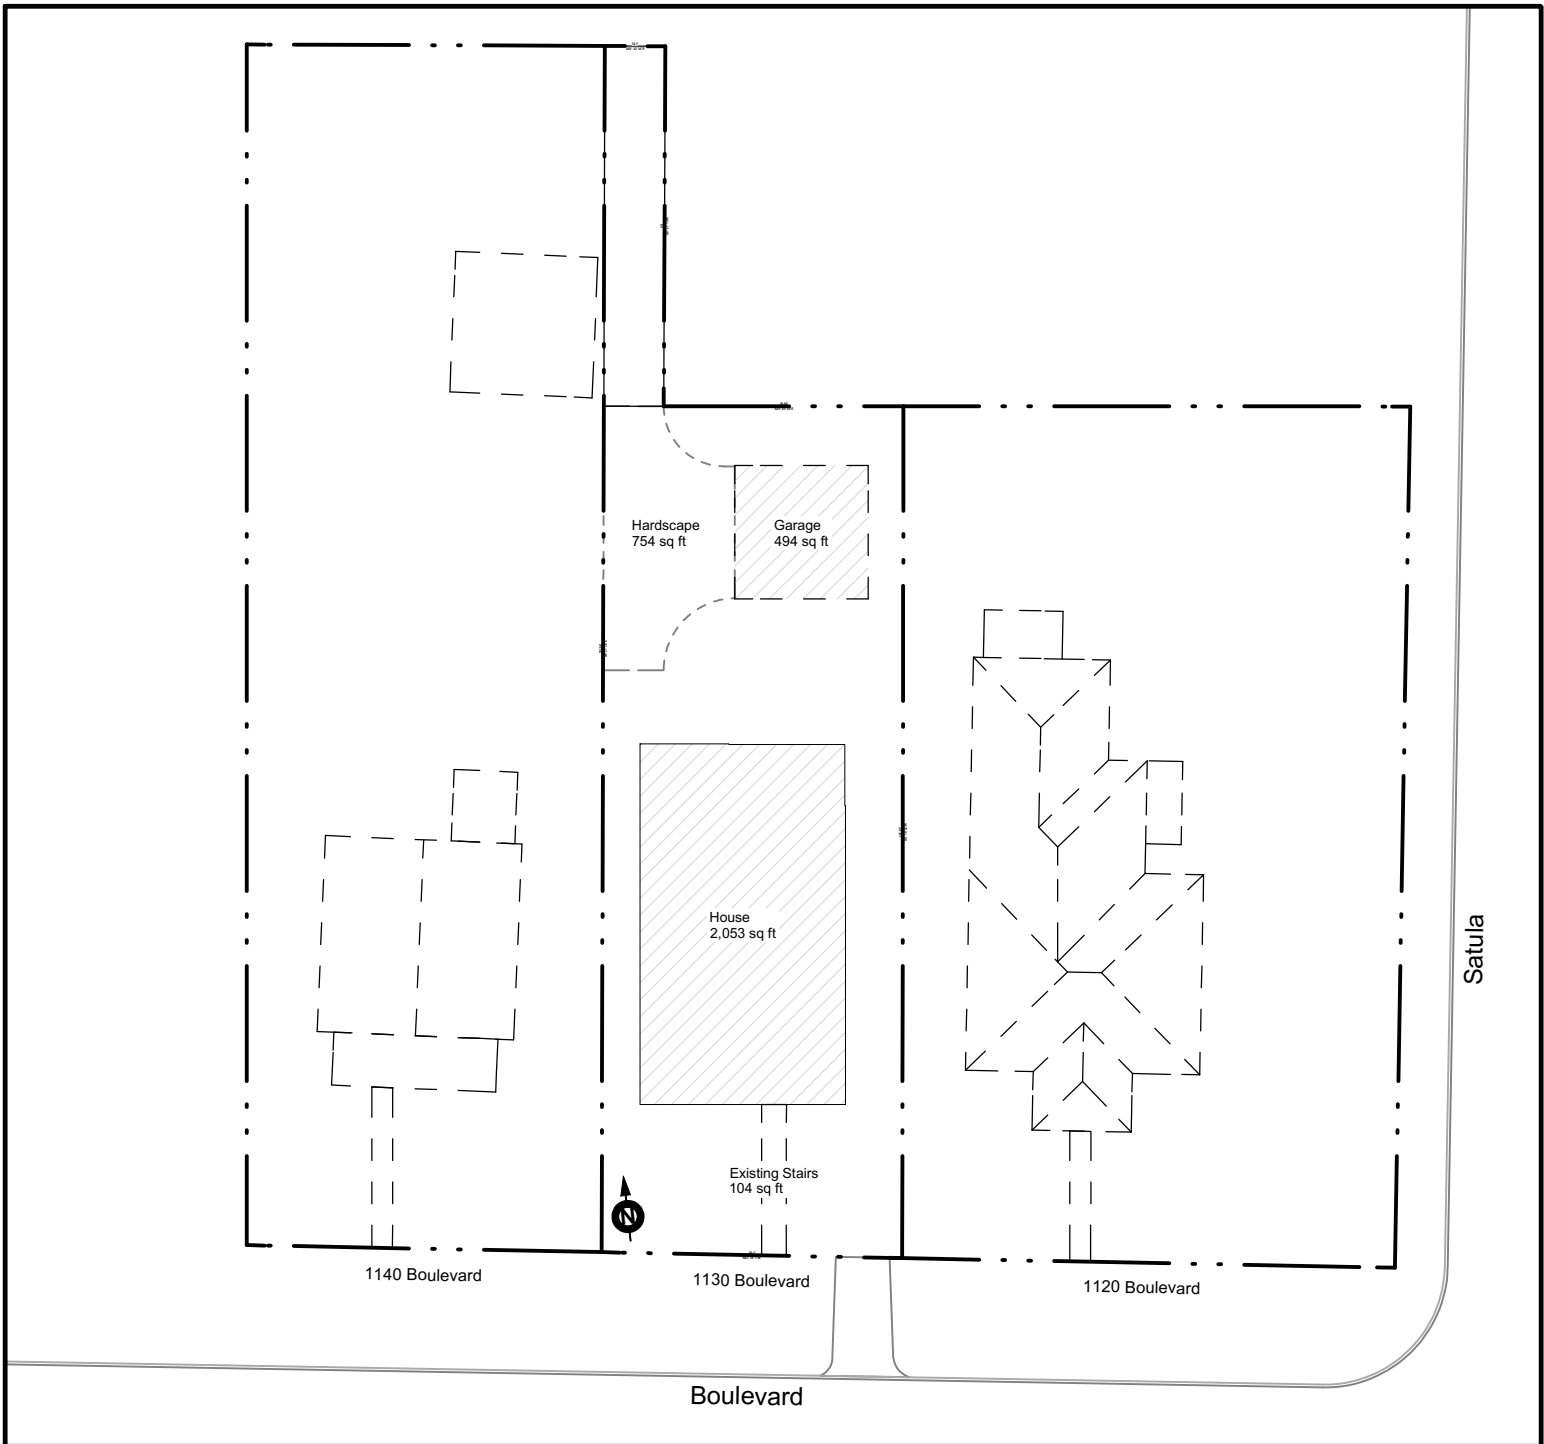 Hardscape
754 sq ft
Garage
494 sq ft
House
2,053 sq ft
Existing Stairs
104 sq ft
N
1140 Boulevard
1130 Boulevard
1120 Boulevard
Satula
Boulevard